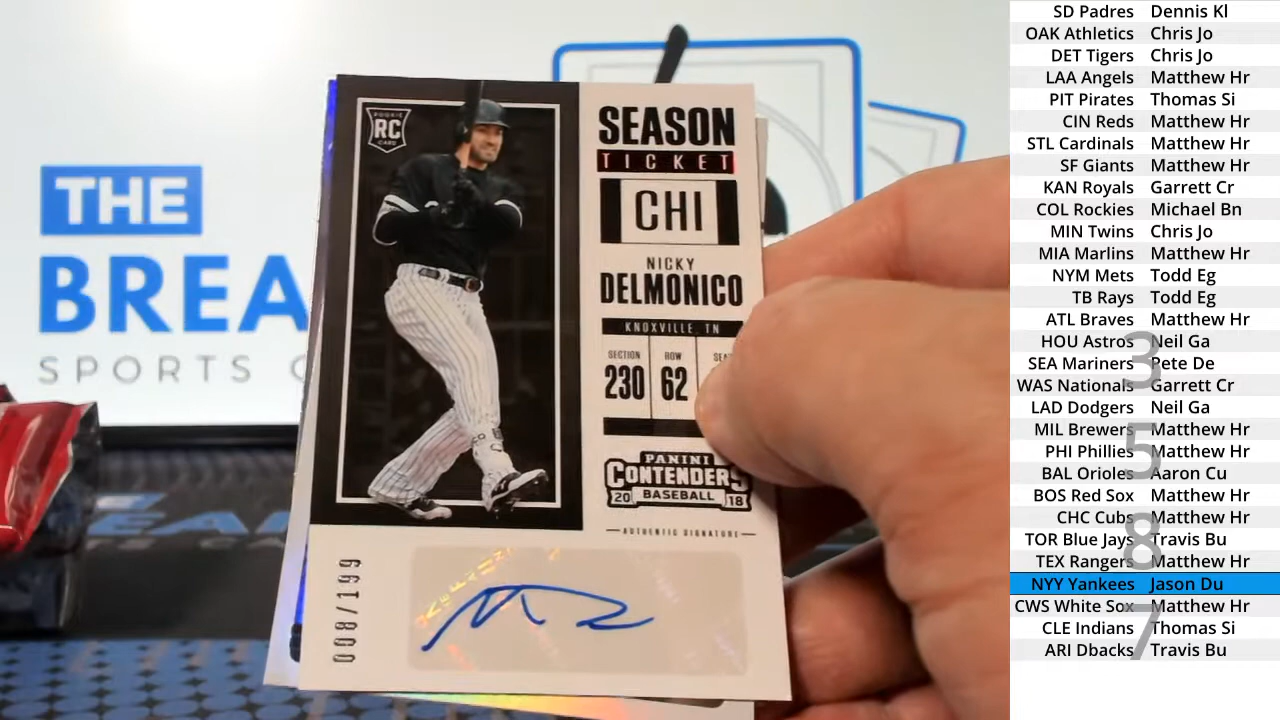 THE
BREA
SPORTS
ROOKIE
RC
CARD
SEASON
TICKET
CHI
NICKY
DELMONICO
KNOXVILLE, TN
SECTION ROW
230 62
PANINI
CONTENDERS
20 BASEBALL 18
AUTHENTIC SIGNATURE
008/199
SD Padres Dennis Kl
OAK Athletics Chris Jo
DET Tigers Chris Jo
LAA Angels Matthew Hr
PIT Pirates Thomas Si
CIN Reds Matthew Hr
STL Cardinals Matthew Hr
SF Giants Matthew Hr
KAN Royals Garrett Cr
COL Rockies Michael Bn
MIN Twins Chris Jo
MIA Marlins Matthew Hr
NYM Mets Todd Eg
TB Rays Todd Eg
ATL Braves Matthew Hr
HOU Astros Neil Ga
SEA Mariners Pete De
WAS Nationals Garrett Cr
LAD Dodgers Neil Ga
MIL Brewers Matthew Hr
PHI Phillies Matthew Hr
BAL Orioles Aaron Cu
BOS Red Sox Matthew Hr
CHC Cubs Matthew Hr
TOR Blue Jays Travis Bu
TEX Rangers Matthew Hr
NYY Yankees Jason Du
CWS White Sox Matthew Hr
CLE Indians Thomas Si
ARI Dbacks Travis Bu
3
5
8
7